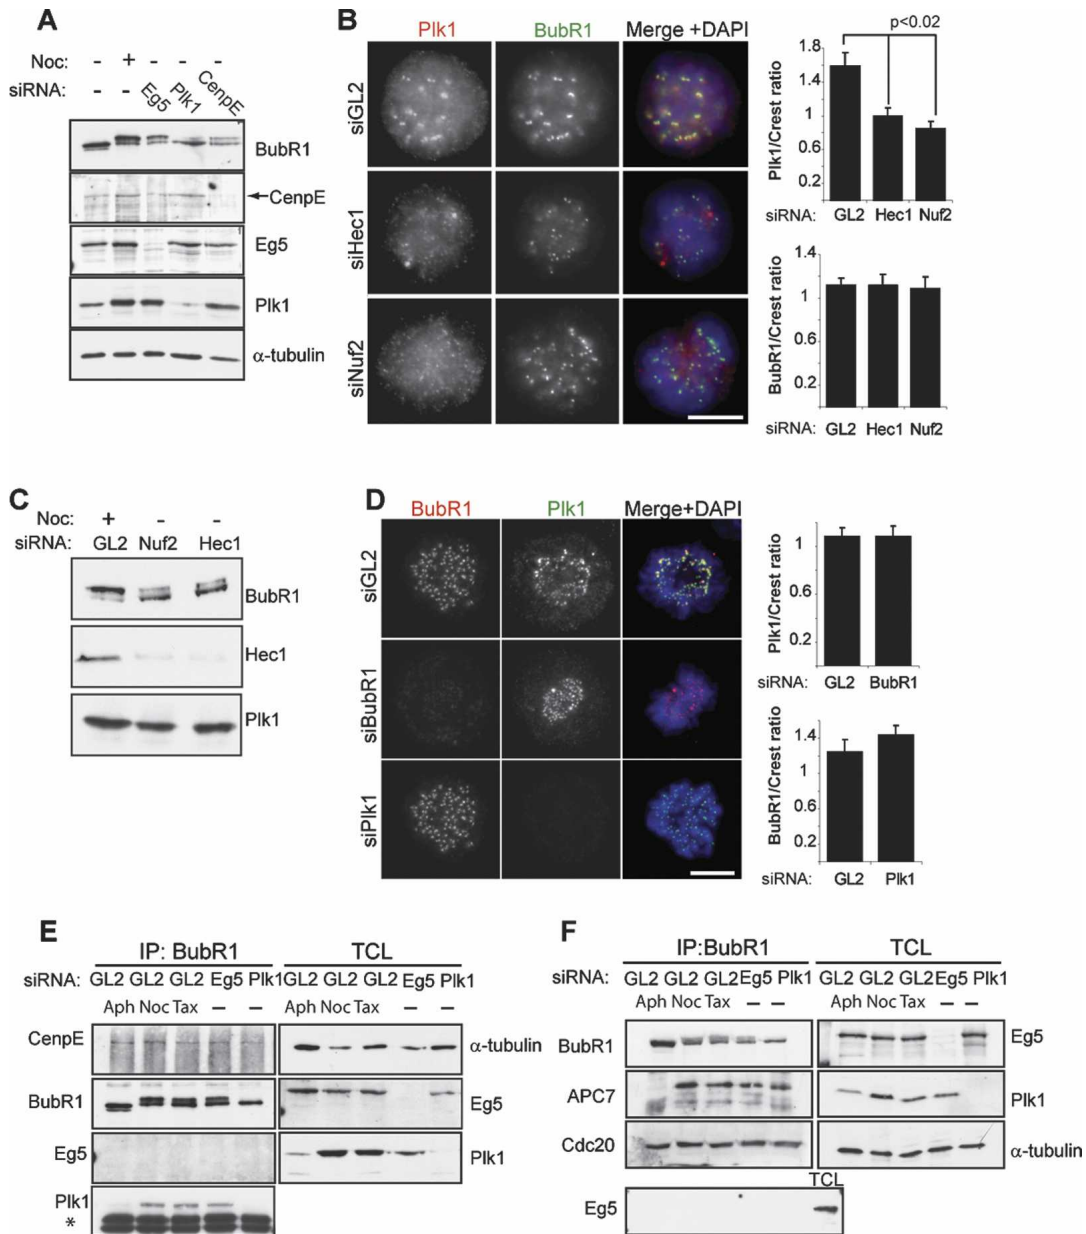 A
Noc: - + - - -
siRNA: - - Eg5 Plk1 CenpE
BubR1
CenpE
Eg5
Plk1
α-tubulin
B
Plk1 BubR1 Merge +DAPI
siGL2
siHec1
siNuf2
p<0.02
Plk1/Crest ratio
1.8
1.4
1
0.6
0.2
siRNA: GL2 Hec1 Nuf2
BubR1/Crest ratio
1.4
1
0.6
0.2
siRNA: GL2 Hec1 Nuf2
C
Noc: + - -
siRNA: GL2 Nuf2 Hec1
BubR1
Hec1
Plk1
D
BubR1 Plk1 Merge+DAPI
siGL2
siBubR1
siPlk1
Plk1/Crest ratio
1
0.6
0.2
siRNA: GL2 BubR1
BubR1/Crest ratio
1.4
1
0.6
0.2
siRNA: GL2 Plk1
E
IP: BubR1 TCL
siRNA: GL2 GL2 GL2 Eg5 Plk1 GL2 GL2 GL2 Eg5 Plk1
Aph Noc Tax – – Aph Noc Tax – –
CenpE
BubR1
Eg5
Plk1
*
α-tubulin
Eg5
Plk1
F
IP:BubR1 TCL
siRNA: GL2 GL2 GL2 Eg5 Plk1 GL2 GL2 GL2 Eg5 Plk1
Aph Noc Tax – – Aph Noc Tax – –
BubR1
APC7
Cdc20
Eg5
Eg5
Plk1
α-tubulin
TCL